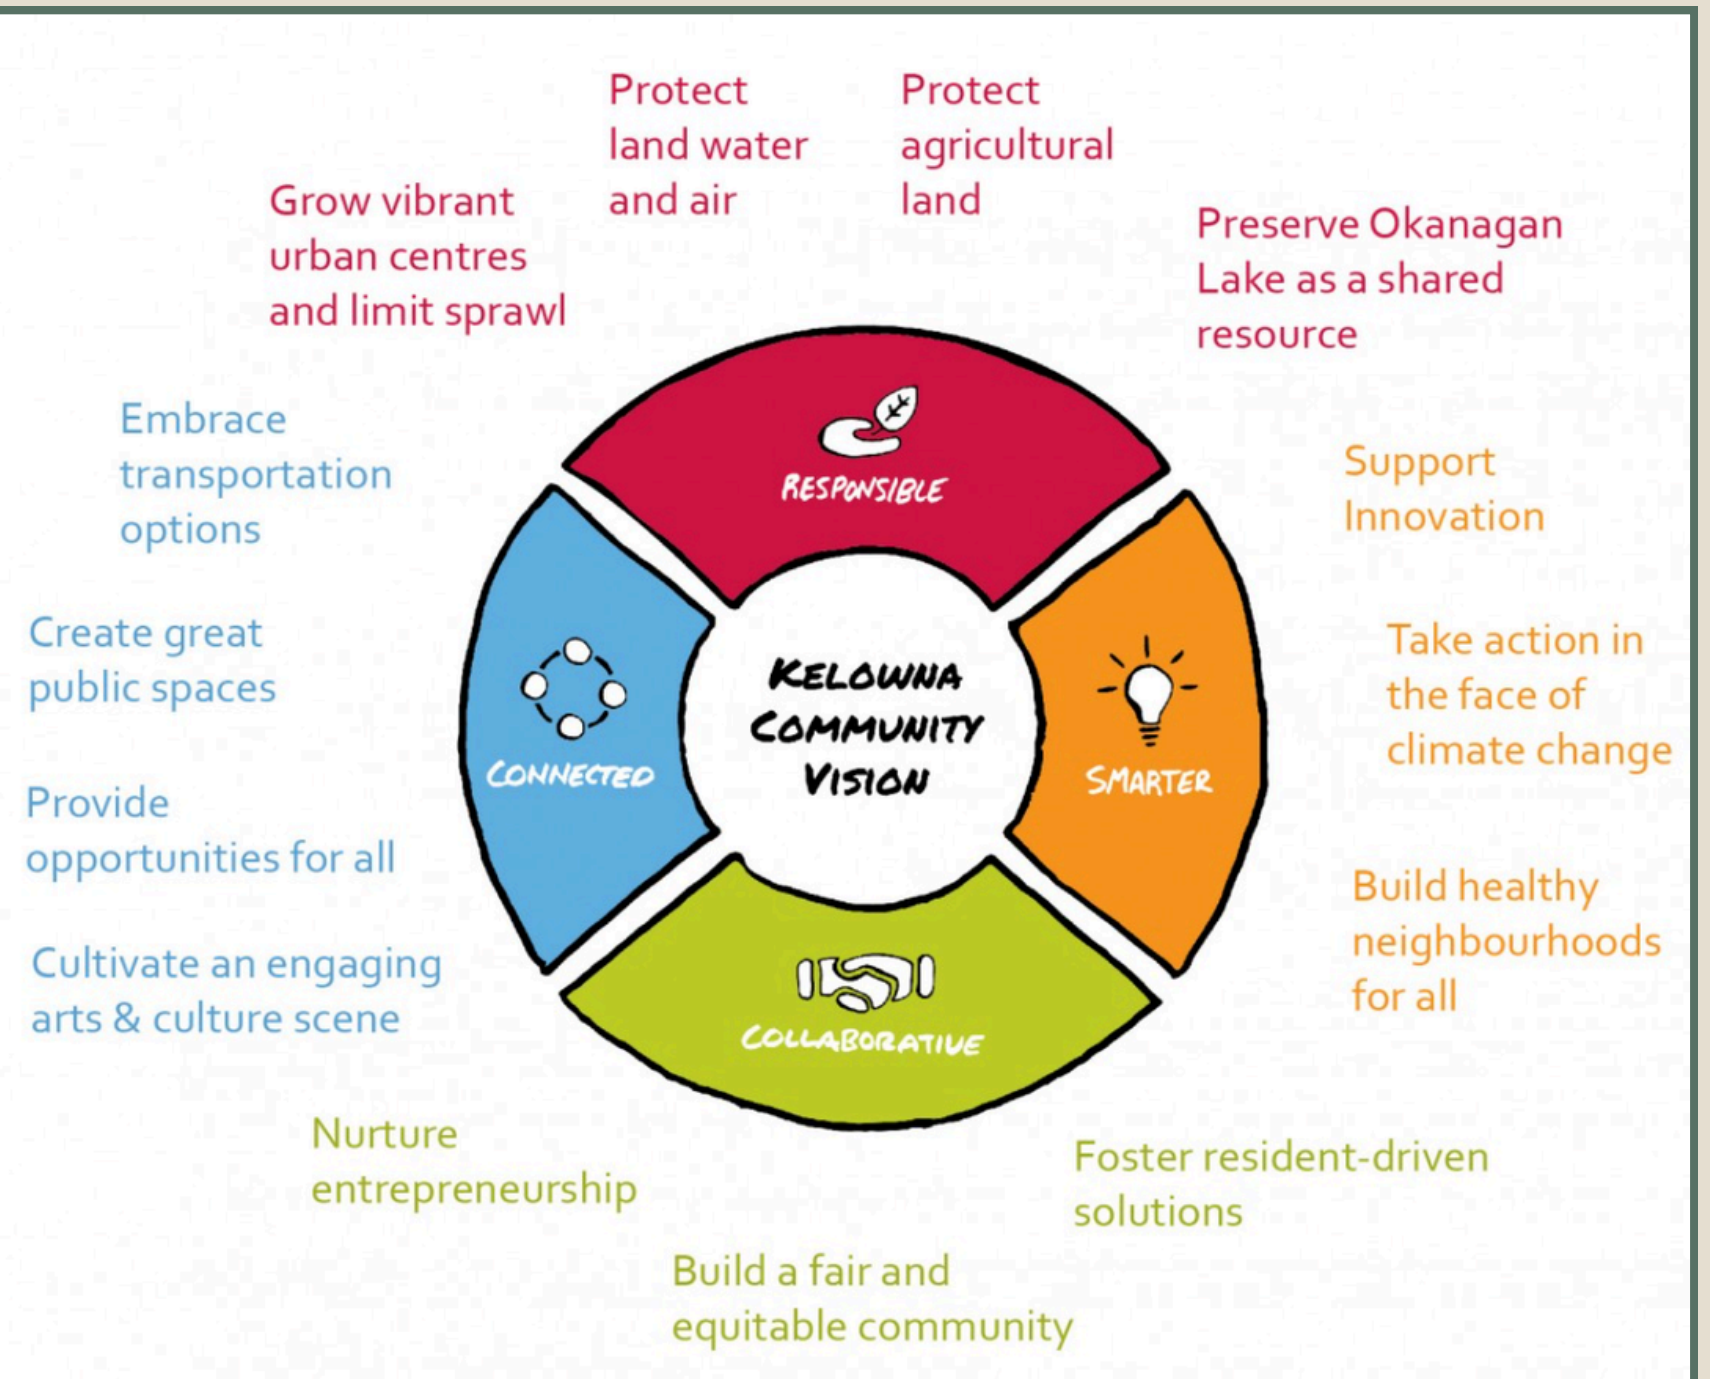 Protect
land water
and air
Protect
agricultural
land
Grow vibrant
urban centres
and limit sprawl
Preserve Okanagan
Lake as a shared
resource
Embrace
transportation
options
Create great
public spaces
Provide
opportunities for all
Cultivate an engaging
arts & culture scene
RESPONSIBLE
CONNECTED
KELOWNA
COMMUNITY
VISION
SMARTER
COLLABORATIVE
Support
Innovation
Take action in
the face of
climate change
Build healthy
neighbourhoods
for all
Nurture
entrepreneurship
Build a fair and
equitable community
Foster resident-driven
solutions